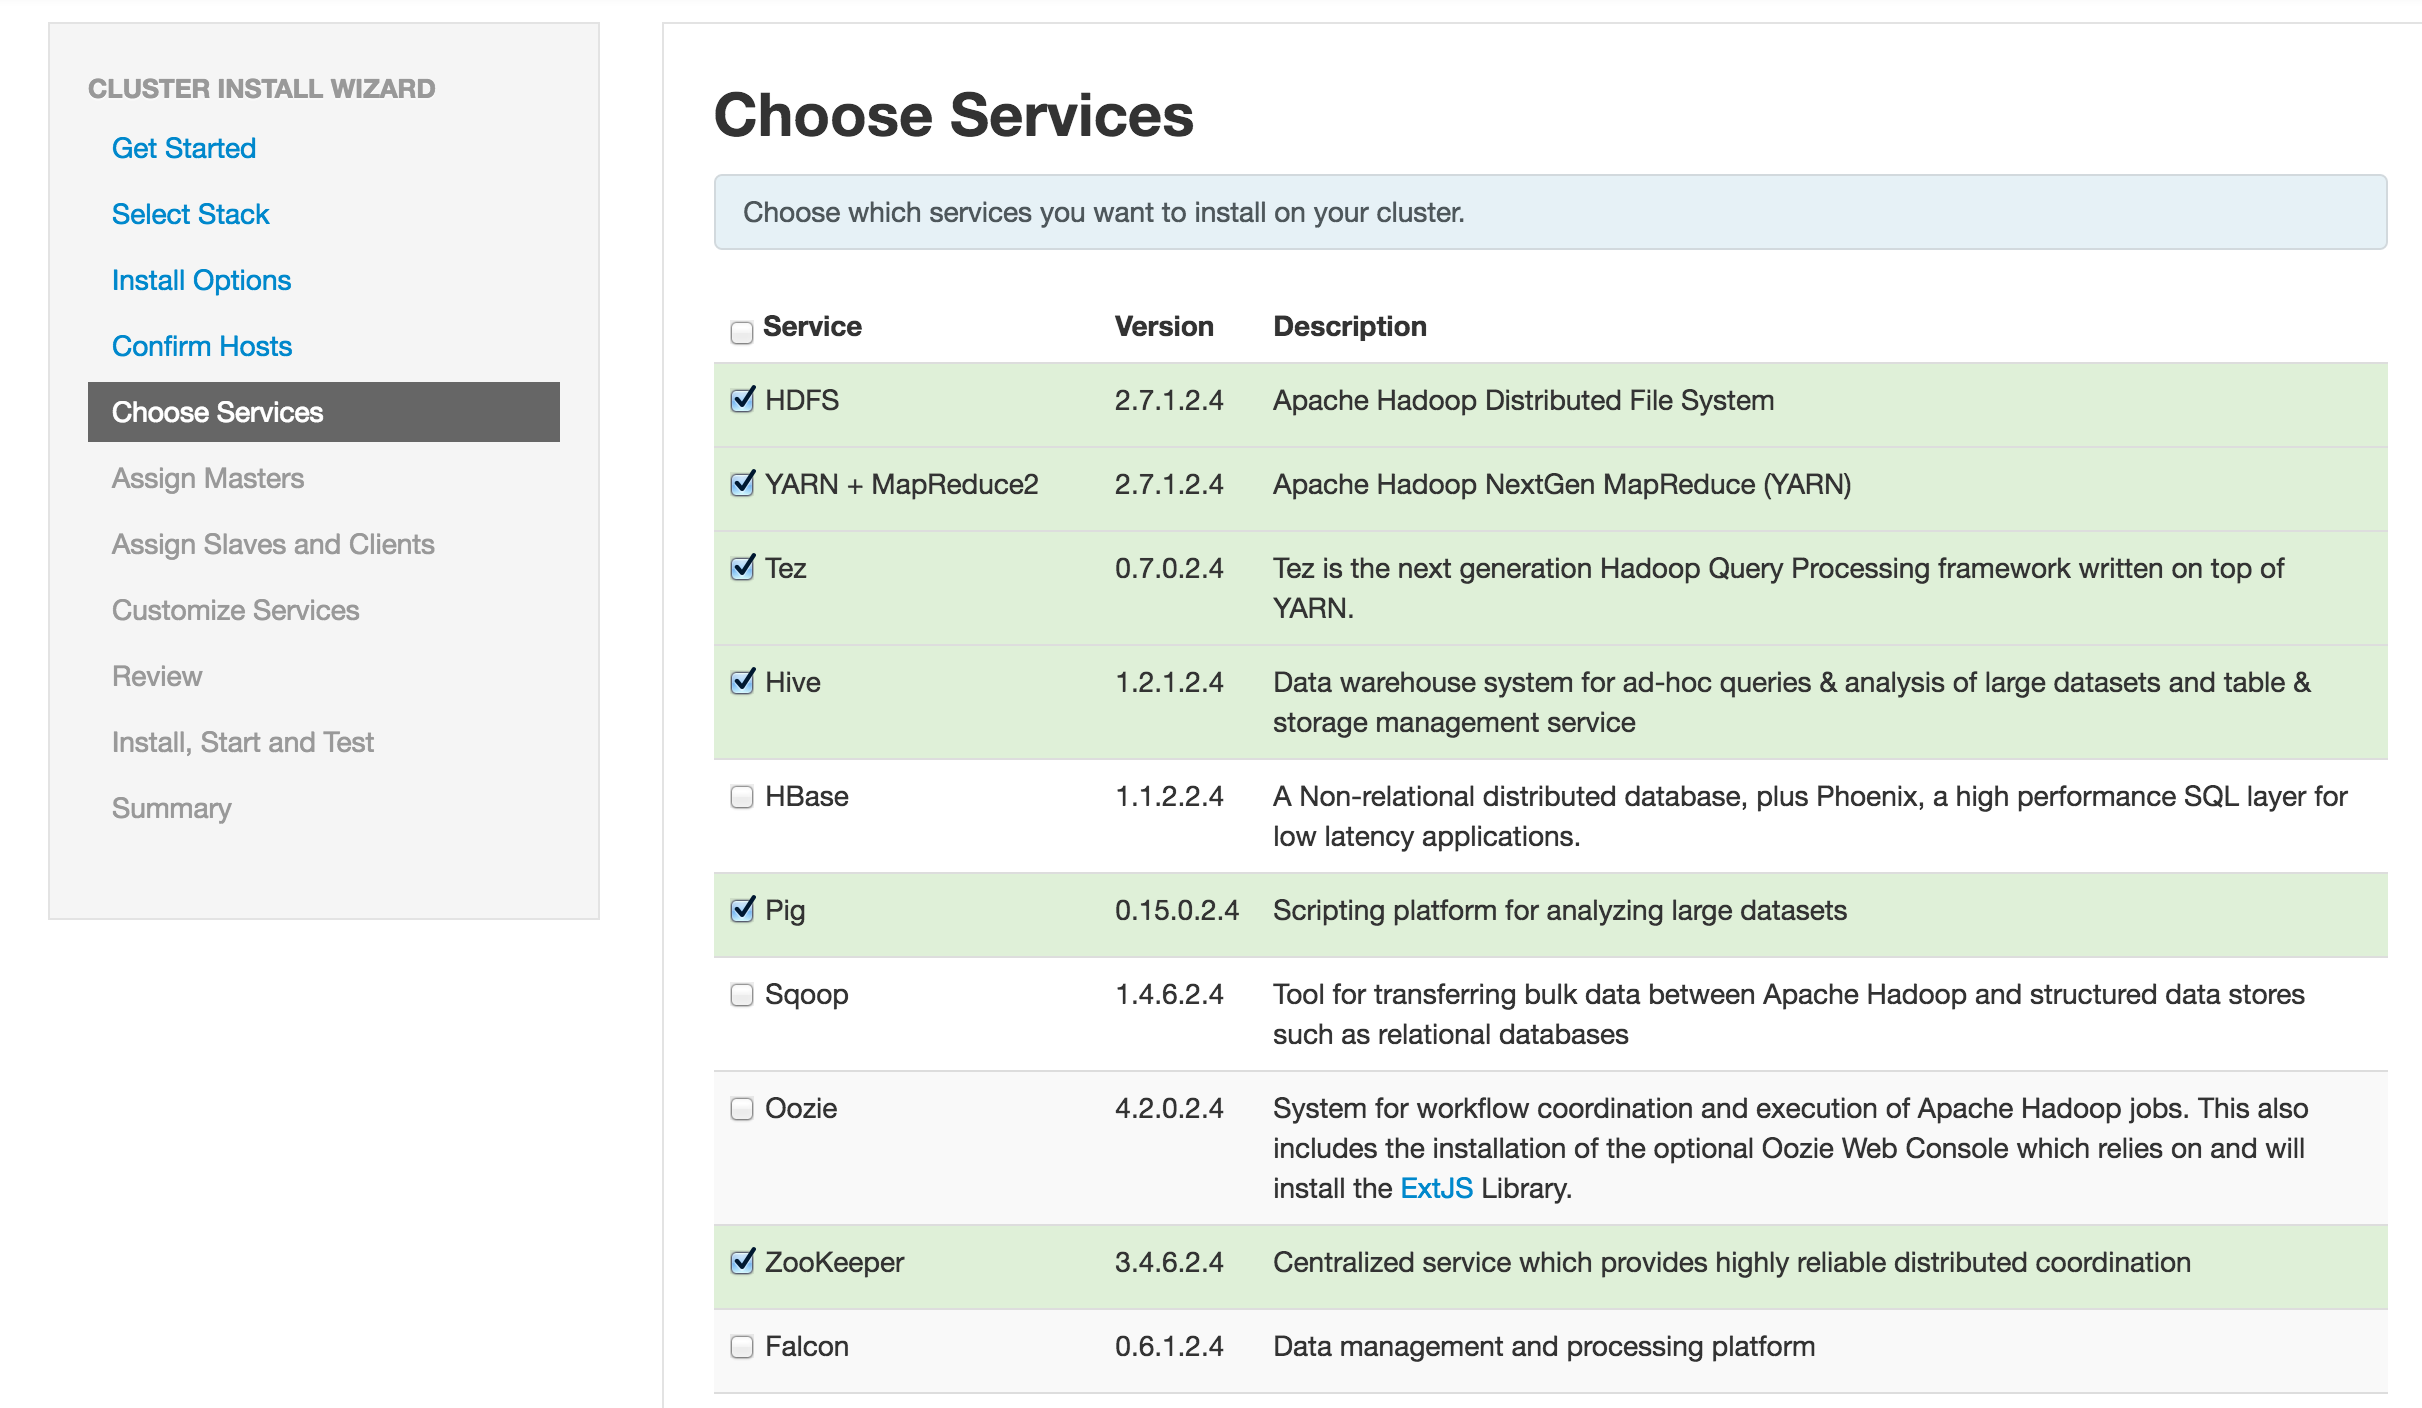 CLUSTER INSTALL WIZARD
Get Started
Select Stack
Install Options
Confirm Hosts
Choose Services
Assign Masters
Assign Slaves and Clients
Customize Services
Review
Install, Start and Test
Summary
Choose Services
Choose which services you want to install on your cluster.
Service Version Description
HDFS 2.7.1.2.4 Apache Hadoop Distributed File System
YARN + MapReduce2 2.7.1.2.4 Apache Hadoop NextGen MapReduce (YARN)
Tez 0.7.0.2.4 Tez is the next generation Hadoop Query Processing framework written on top of
YARN.
Hive 1.2.1.2.4 Data warehouse system for ad-hoc queries & analysis of large datasets and table &
storage management service
HBase 1.1.2.2.4 A Non-relational distributed database, plus Phoenix, a high performance SQL layer for
low latency applications.
Pig 0.15.0.2.4 Scripting platform for analyzing large datasets
Sqoop 1.4.6.2.4 Tool for transferring bulk data between Apache Hadoop and structured data stores
such as relational databases
Oozie 4.2.0.2.4 System for workflow coordination and execution of Apache Hadoop jobs. This also
includes the installation of the optional Oozie Web Console which relies on and will
install the ExtJS Library.
ZooKeeper 3.4.6.2.4 Centralized service which provides highly reliable distributed coordination
Falcon 0.6.1.2.4 Data management and processing platform